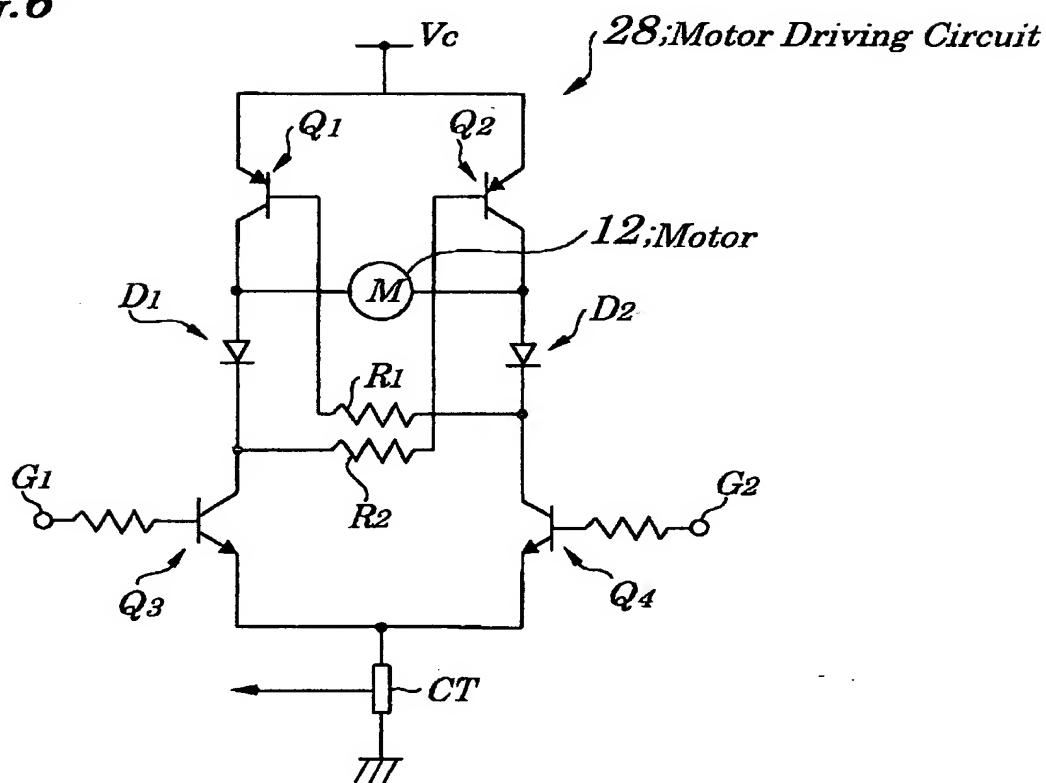 Vc
28;Motor Driving Circuit
Q1
Q2
12;Motor
M
D1
D2
R1
R2
G1
G2
Q3
Q4
CT